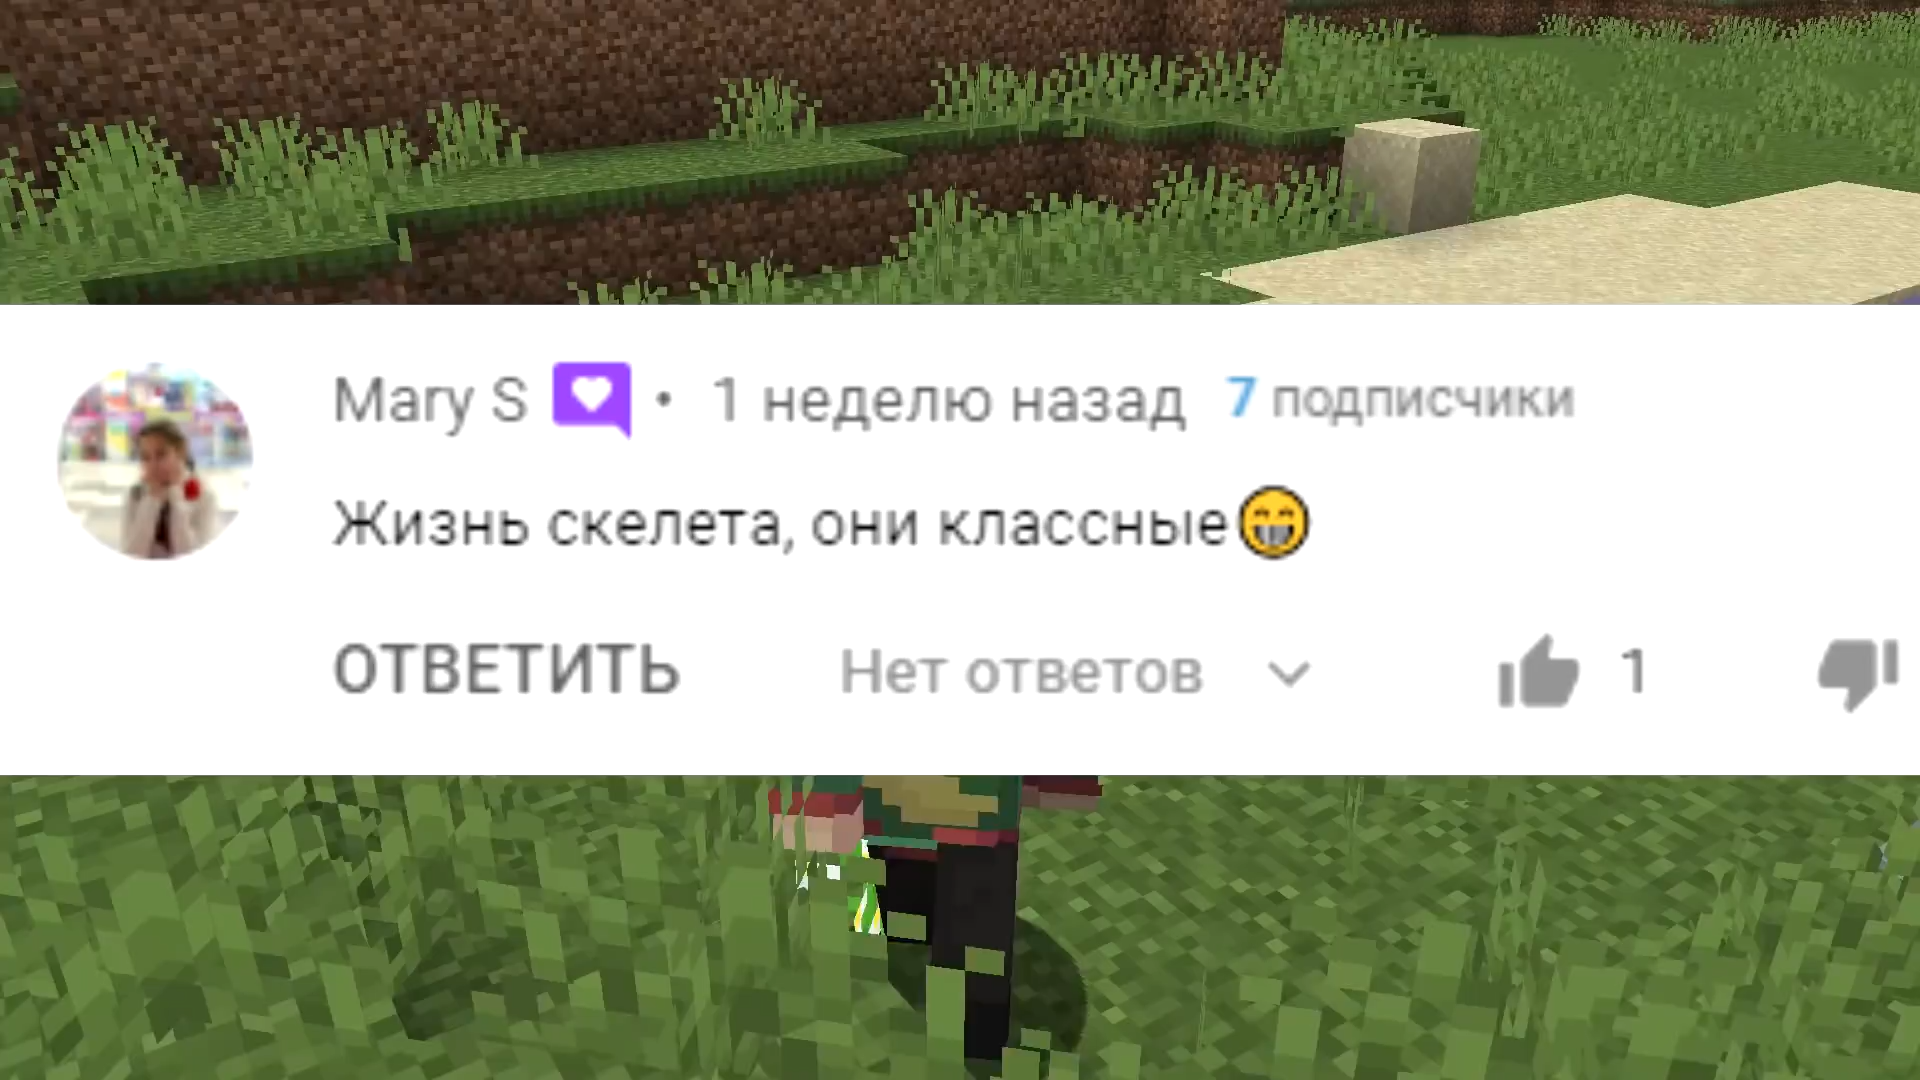 Mary S • 1 неделю назад 7 подписчики
Жизнь скелета, они классные😁
ОТВЕТИТЬ Нет ответов 1